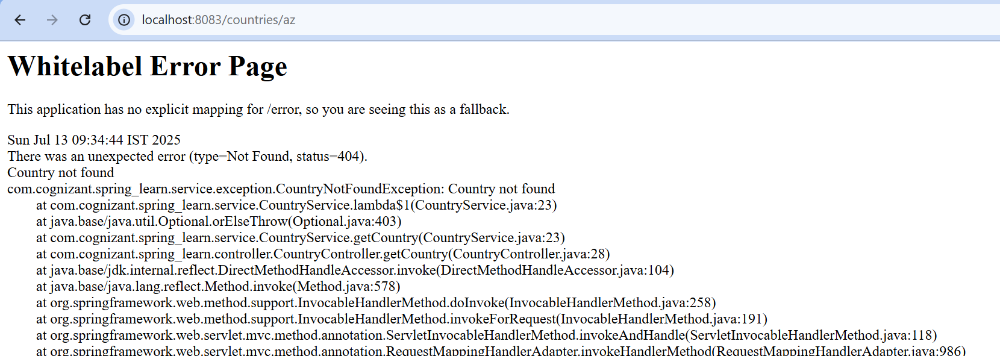 localhost:8083/countries/az
Whitelabel Error Page
This application has no explicit mapping for /error, so you are seeing this as a fallback.
Sun Jul 13 09:34:44 IST 2025
There was an unexpected error (type=Not Found, status=404).
Country not found
com.cognizant.spring_learn.service.exception.CountryNotFoundException: Country not found
at com.cognizant.spring_learn.service.CountryService.lambda$1(CountryService.java:23)
at java.base/java.util.Optional.orElseThrow(Optional.java:403)
at com.cognizant.spring_learn.service.CountryService.getCountry(CountryService.java:23)
at com.cognizant.spring_learn.controller.CountryController.getCountry(CountryController.java:28)
at java.base/jdk.internal.reflect.DirectMethodHandleAccessor.invoke(DirectMethodHandleAccessor.java:104)
at java.base/java.lang.reflect.Method.invoke(Method.java:578)
at org.springframework.web.method.support.InvocableHandlerMethod.doInvoke(InvocableHandlerMethod.java:258)
at org.springframework.web.method.support.InvocableHandlerMethod.invokeForRequest(InvocableHandlerMethod.java:191)
at org.springframework.web.servlet.mvc.method.annotation.ServletInvocableHandlerMethod.invokeAndHandle(ServletInvocableHandlerMethod.java:118)
at org.springframework.web.servlet.mvc.method.annotation.RequestMappingHandlerAdapter.invokeHandlerMethod(RequestMappingHandlerAdapter.java:986)